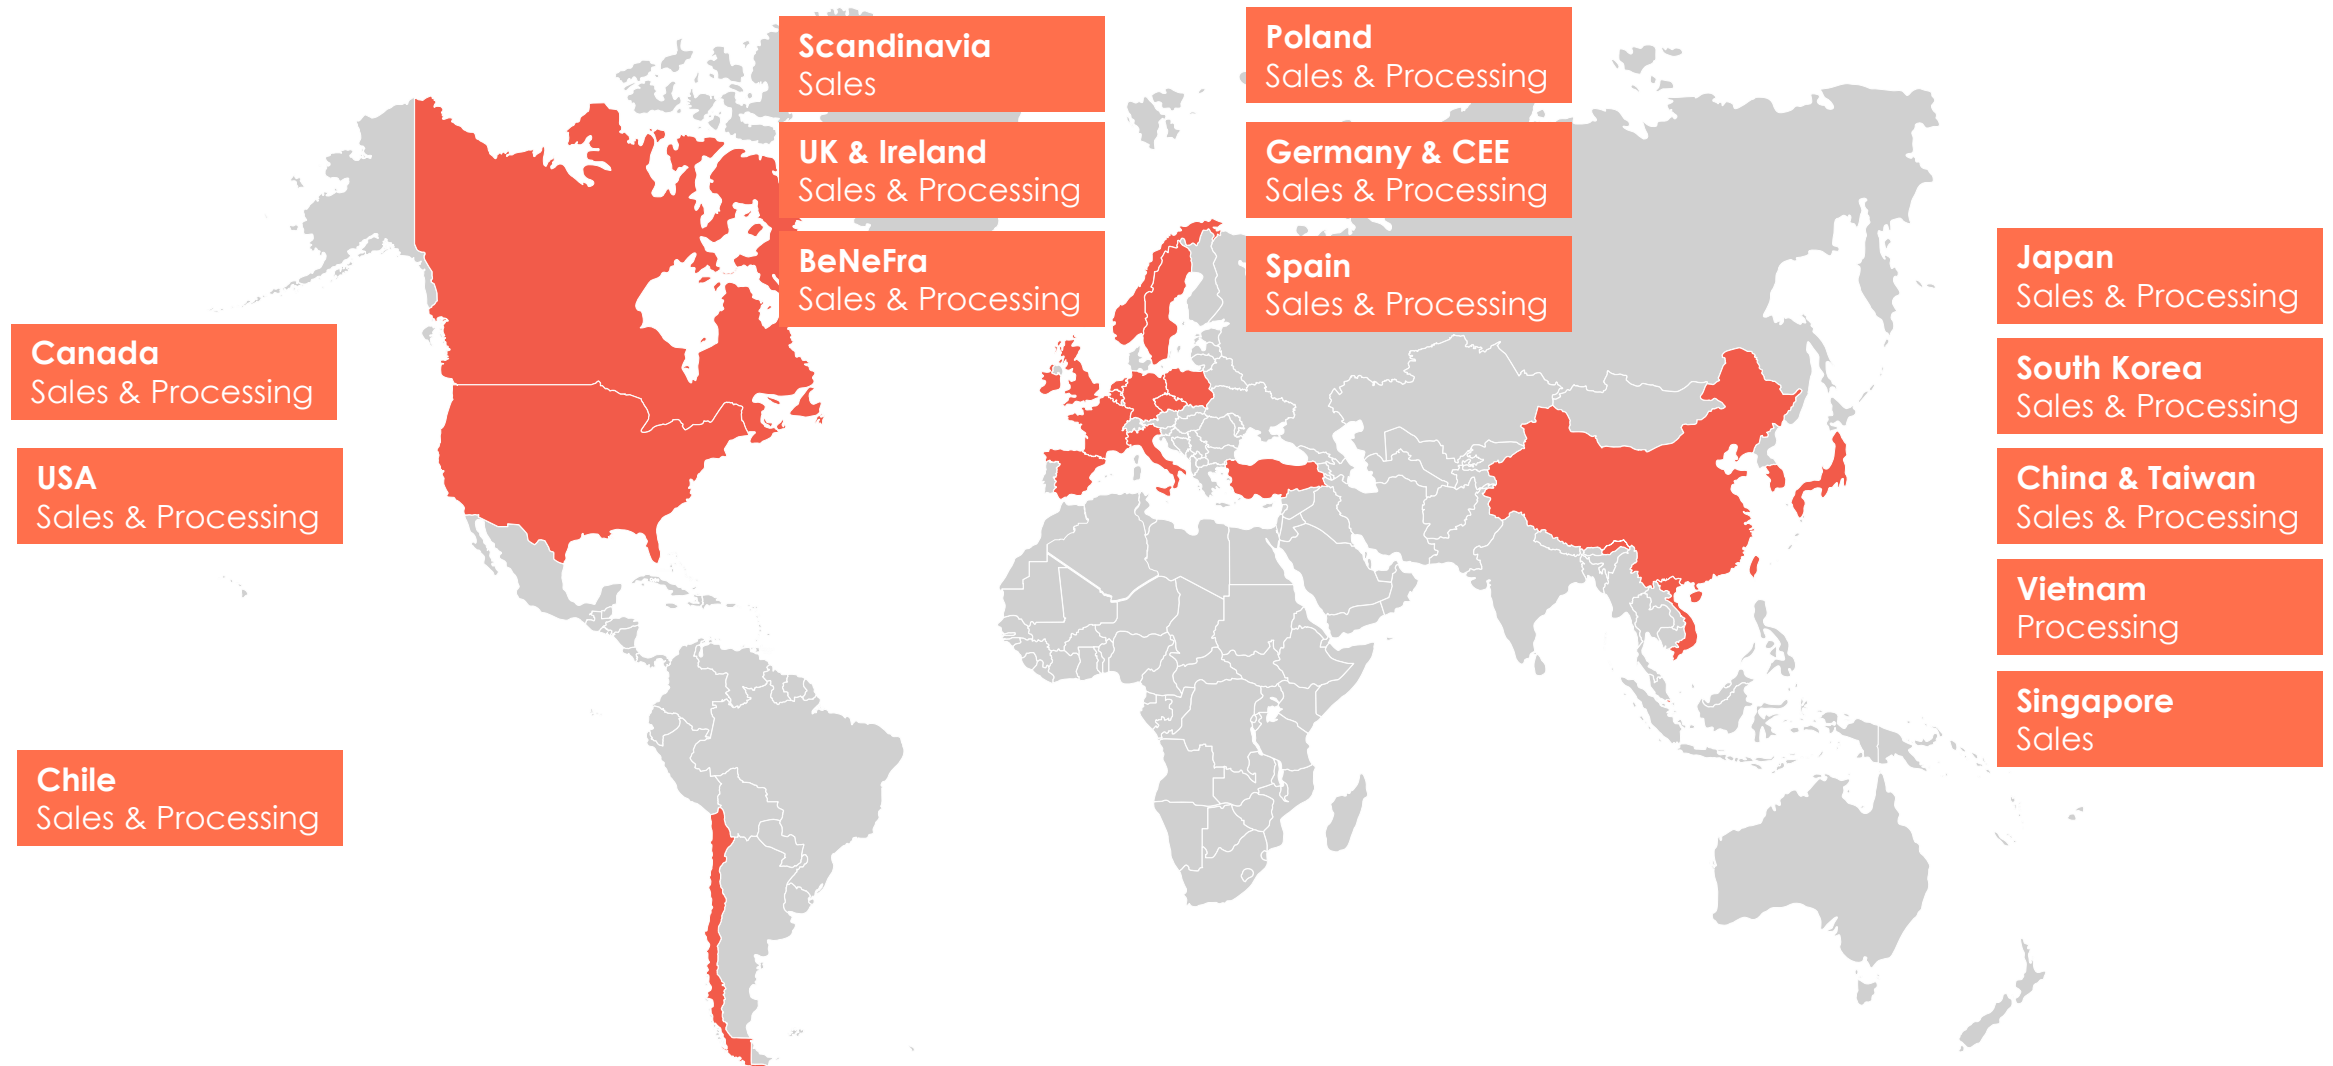 Scandinavia
Sales
UK & Ireland
Sales & Processing
BeNeFra
Sales & Processing
Poland
Sales & Processing
Germany & CEE
Sales & Processing
Spain
Sales & Processing
Canada
Sales & Processing
USA
Sales & Processing
Chile
Sales & Processing
Japan
Sales & Processing
South Korea
Sales & Processing
China & Taiwan
Sales & Processing
Vietnam
Processing
Singapore
Sales